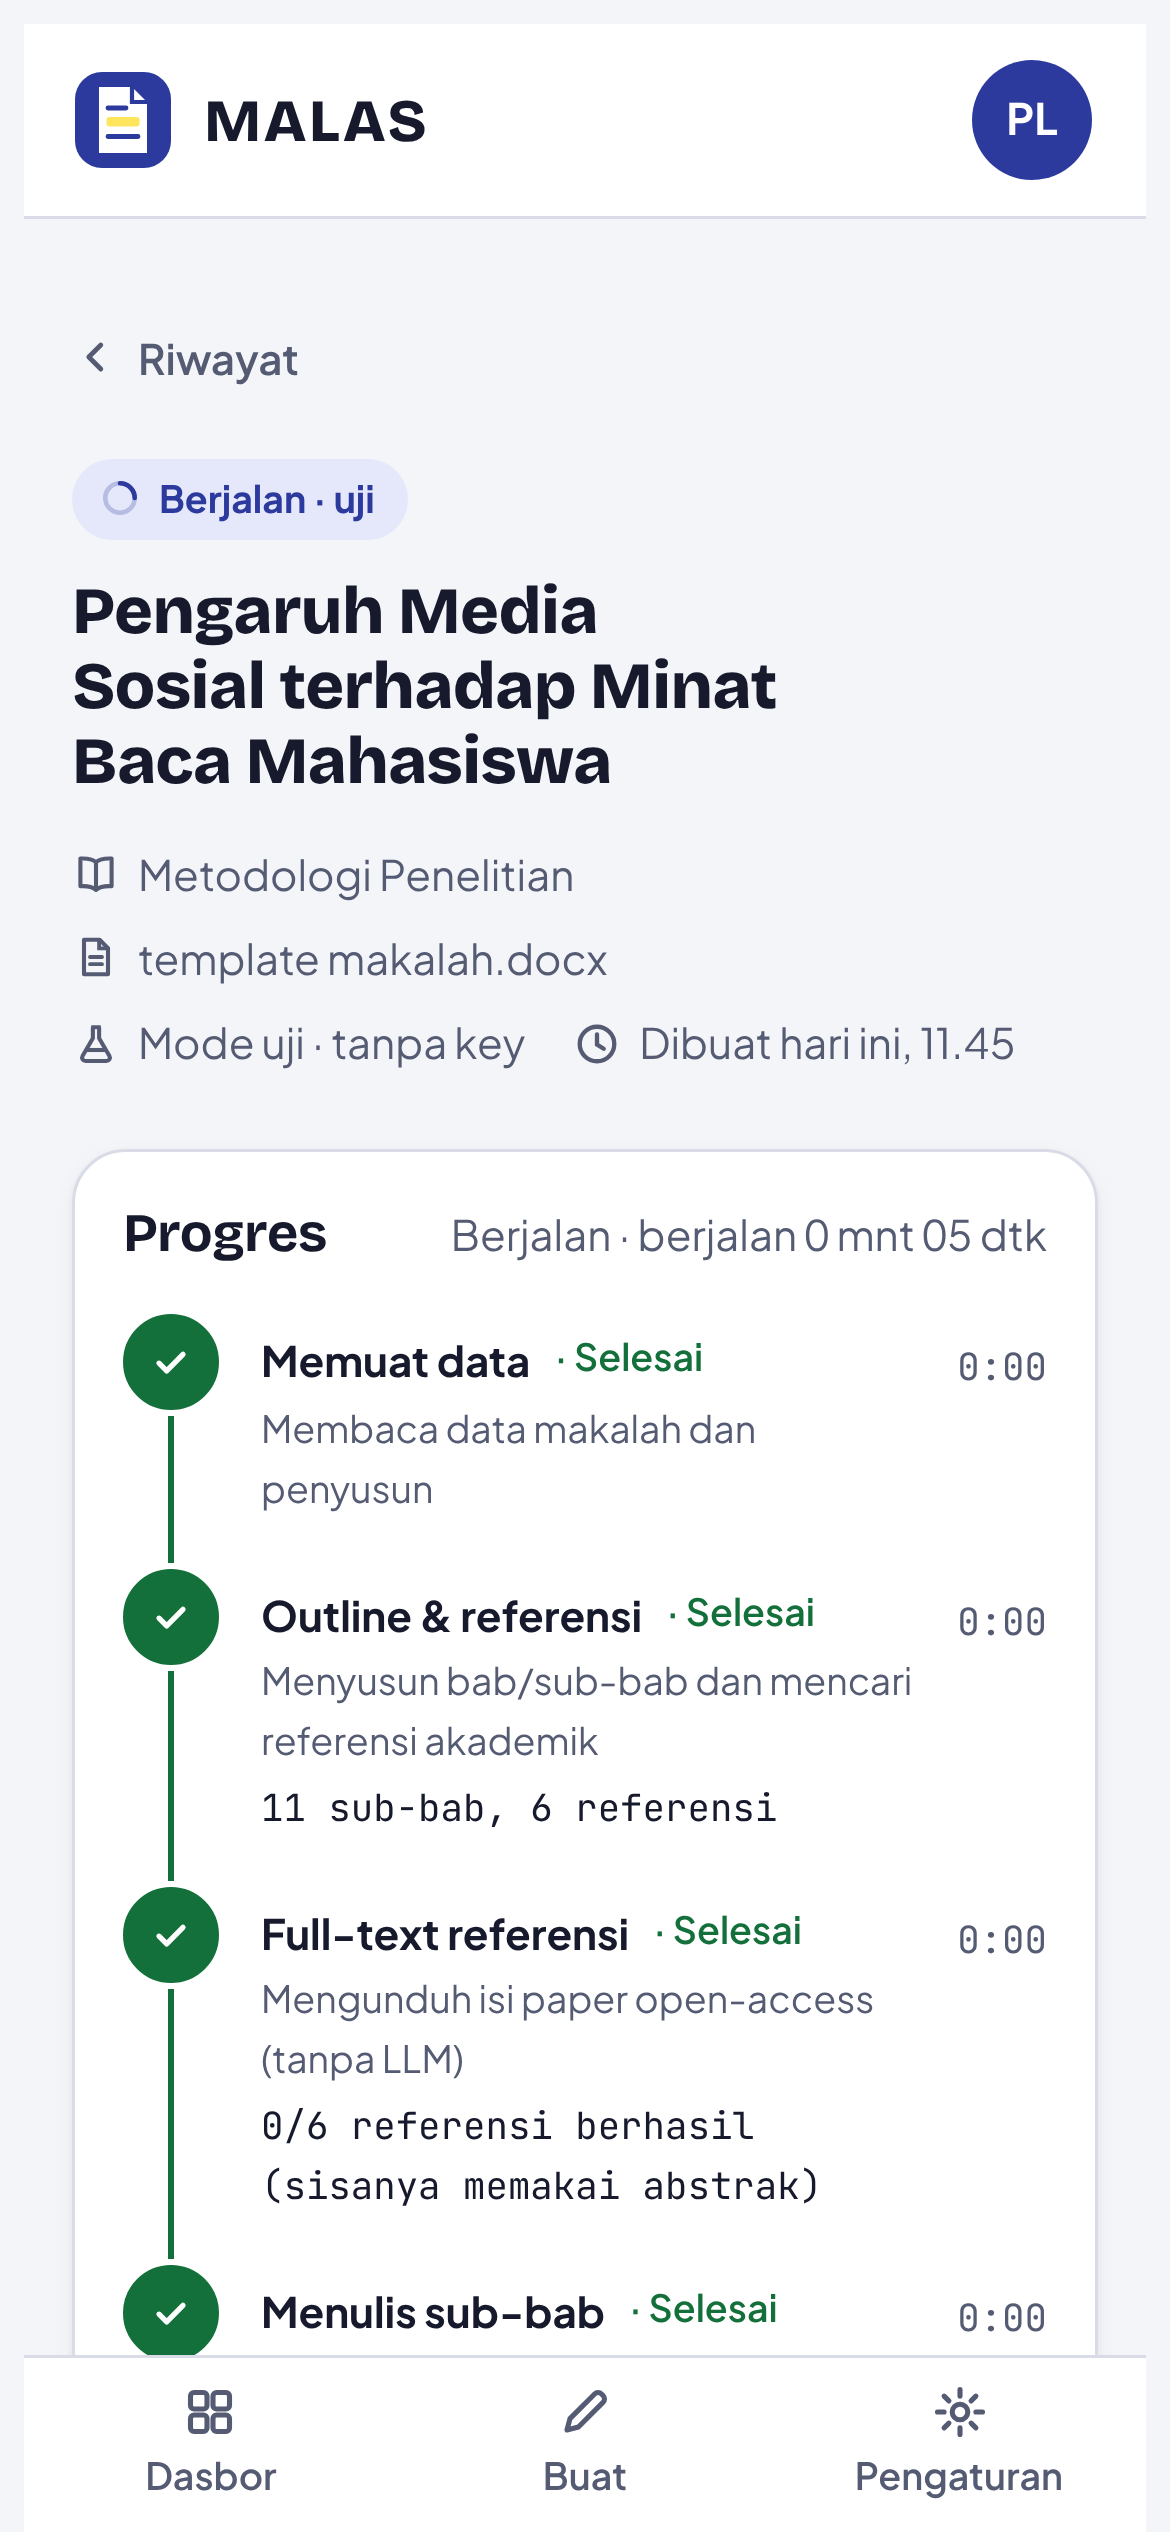 MALAS
PL
Riwayat
Berjalan · uji
Pengaruh Media
Sosial terhadap Minat
Baca Mahasiswa
Metodologi Penelitian
template makalah.docx
Mode uji · tanpa key
Dibuat hari ini, 11.45
Progres
Berjalan · berjalan 0 mnt 05 dtk
Memuat data · Selesai 0:00
Membaca data makalah dan
penyusun
Outline & referensi · Selesai 0:00
Menyusun bab/sub-bab dan mencari
referensi akademik
11 sub-bab, 6 referensi
Full-text referensi · Selesai 0:00
Mengunduh isi paper open-access
(tanpa LLM)
0/6 referensi berhasil
(sisanya memakai abstrak)
Menulis sub-bab · Selesai 0:00
Dasbor
Buat
Pengaturan